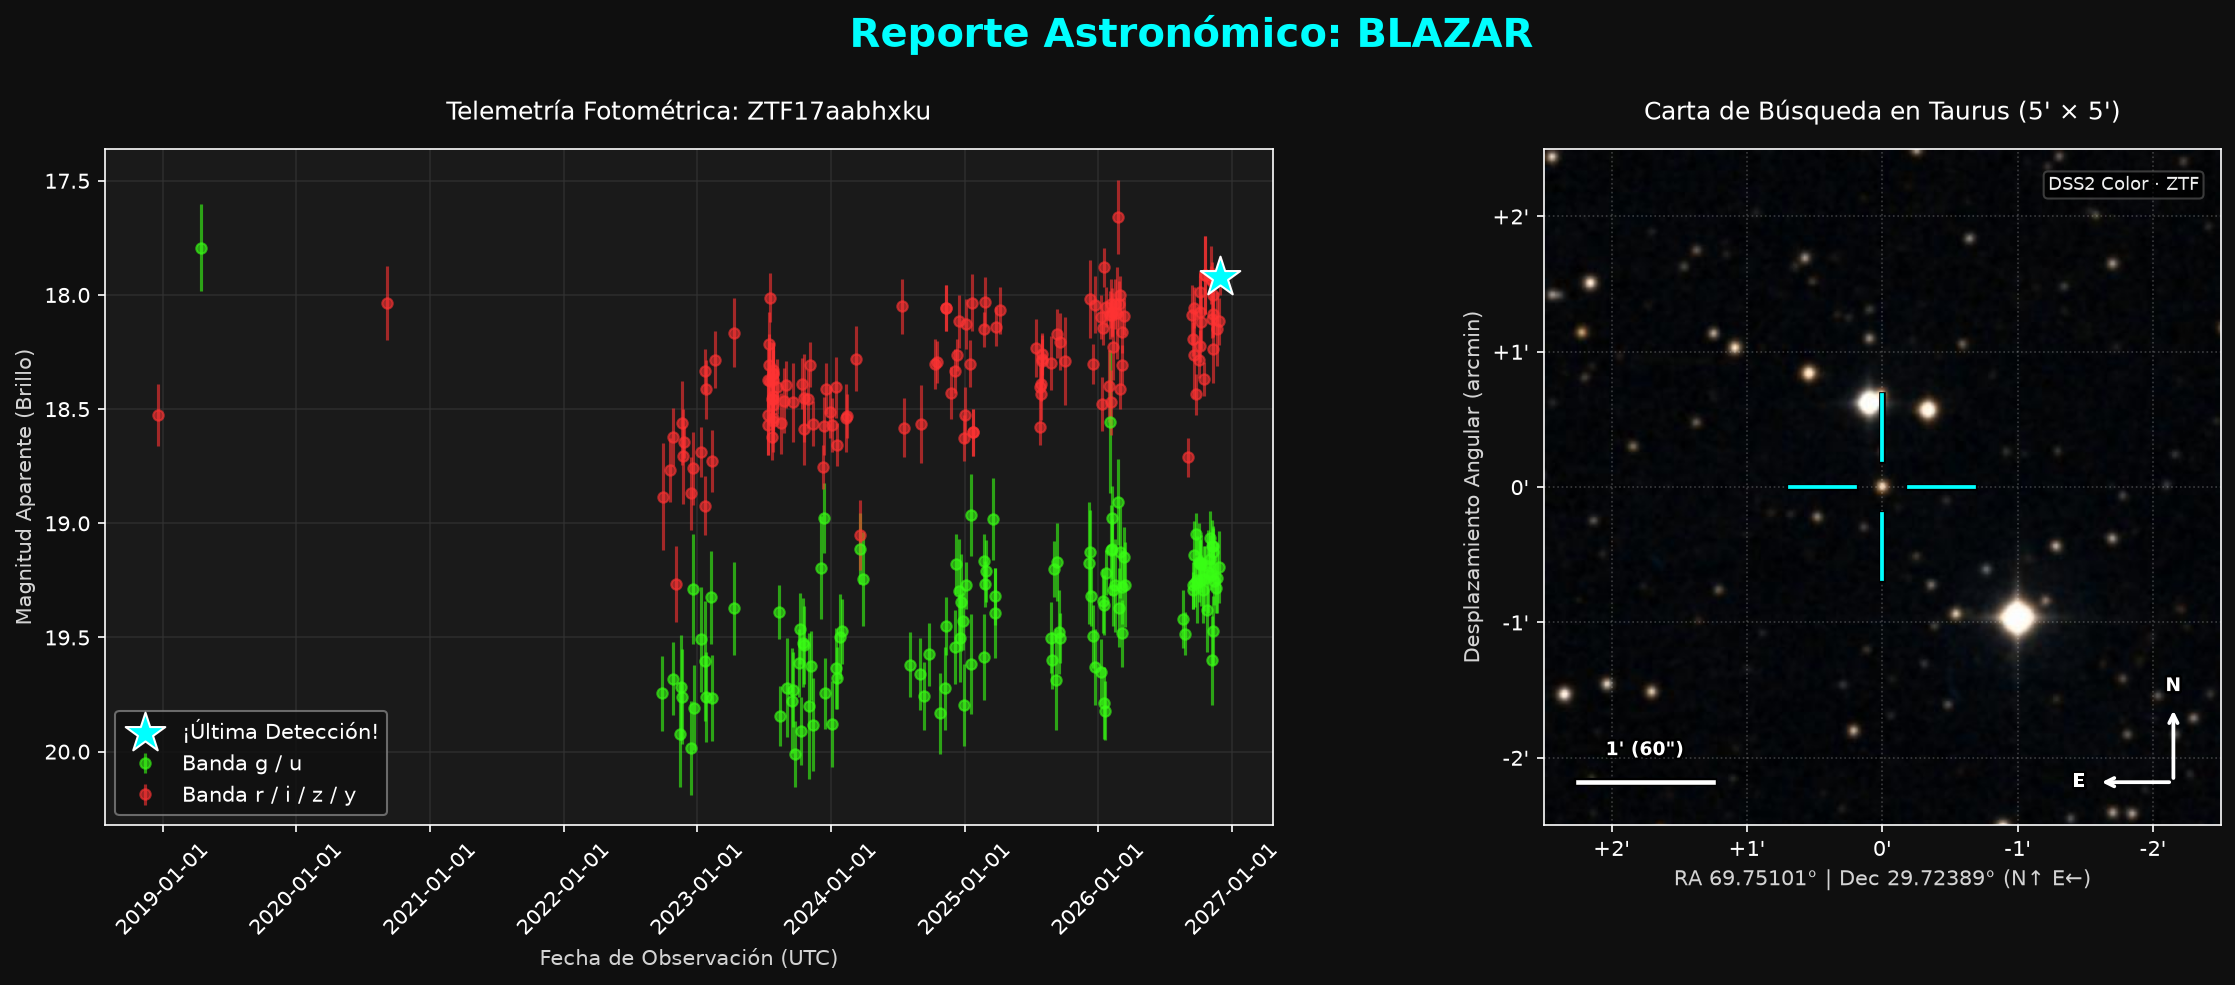 Reporte Astronómico: BLAZAR
Telemetría Fotométrica: ZTF17aabhxku
Magnitud Aparente (Brillo)
17.5
18.0
18.5
19.0
19.5
20.0
¡Última Detección!
Banda g / u
Banda r / i / z / y
2019-01-01
2020-01-01
2021-01-01
2022-01-01
2023-01-01
2024-01-01
2025-01-01
2026-01-01
2027-01-01
Fecha de Observación (UTC)
Carta de Búsqueda en Taurus (5' × 5')
Desplazamiento Angular (arcmin)
+2'
+1'
0'
-1'
-2'
DSS2 Color · ZTF
N
E
1' (60")
+2'
+1'
0'
-1'
-2'
RA 69.75101° | Dec 29.72389° (N↑ E←)